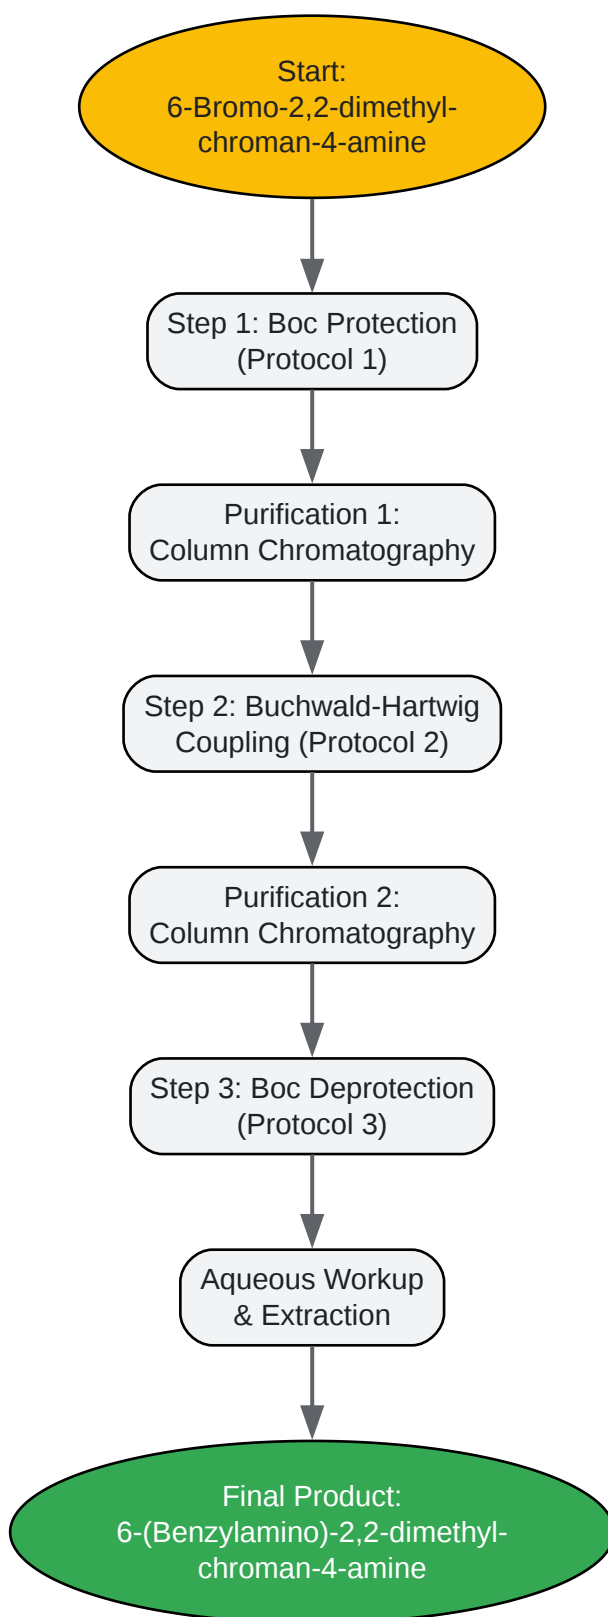 Start:
6-Bromo-2,2-dimethyl-
chroman-4-amine
Step 1: Boc Protection
(Protocol 1)
Purification 1:
Column Chromatography
Step 2: Buchwald-Hartwig
Coupling (Protocol 2)
Purification 2:
Column Chromatography
Step 3: Boc Deprotection
(Protocol 3)
Aqueous Workup
& Extraction
Final Product:
6-(Benzylamino)-2,2-dimethyl-
chroman-4-amine